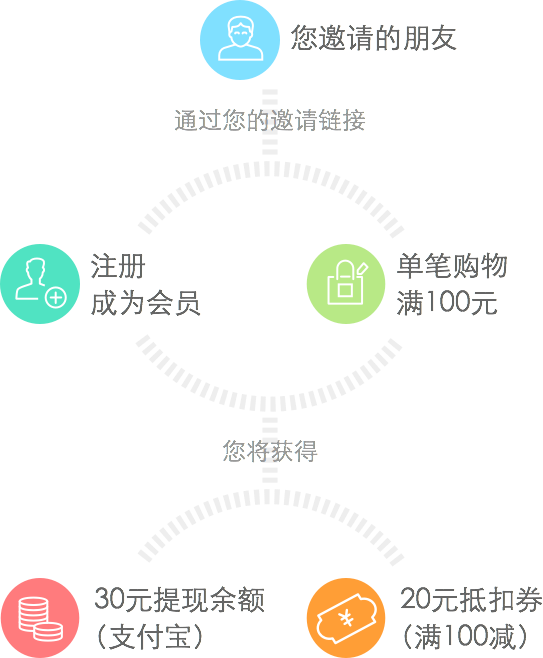 您邀请的朋友
通过您的邀请链接
注册
成为会员
单笔购物
满100元
您将获得
30元提现余额
（支付宝）
20元抵扣券
（满100减）
¥